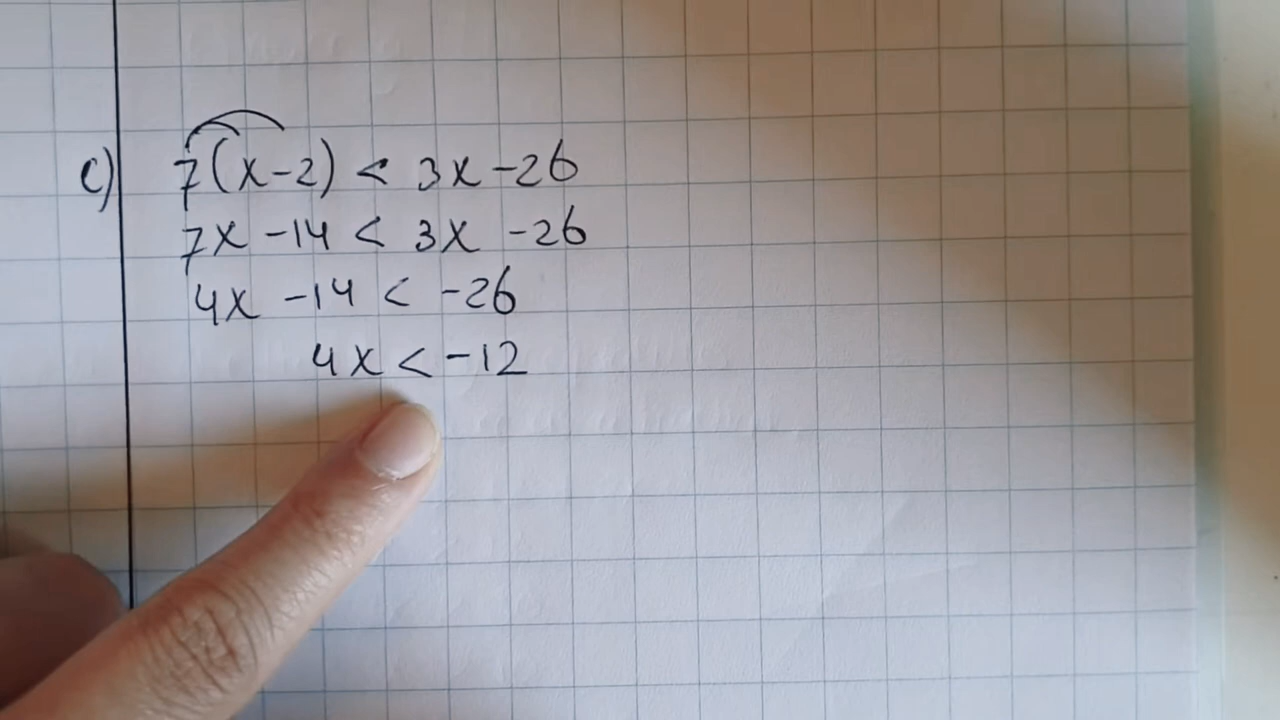 c) 7(x-2) < 3x-26
7x -14 < 3x -26
4x -14 < -26
4x < -12